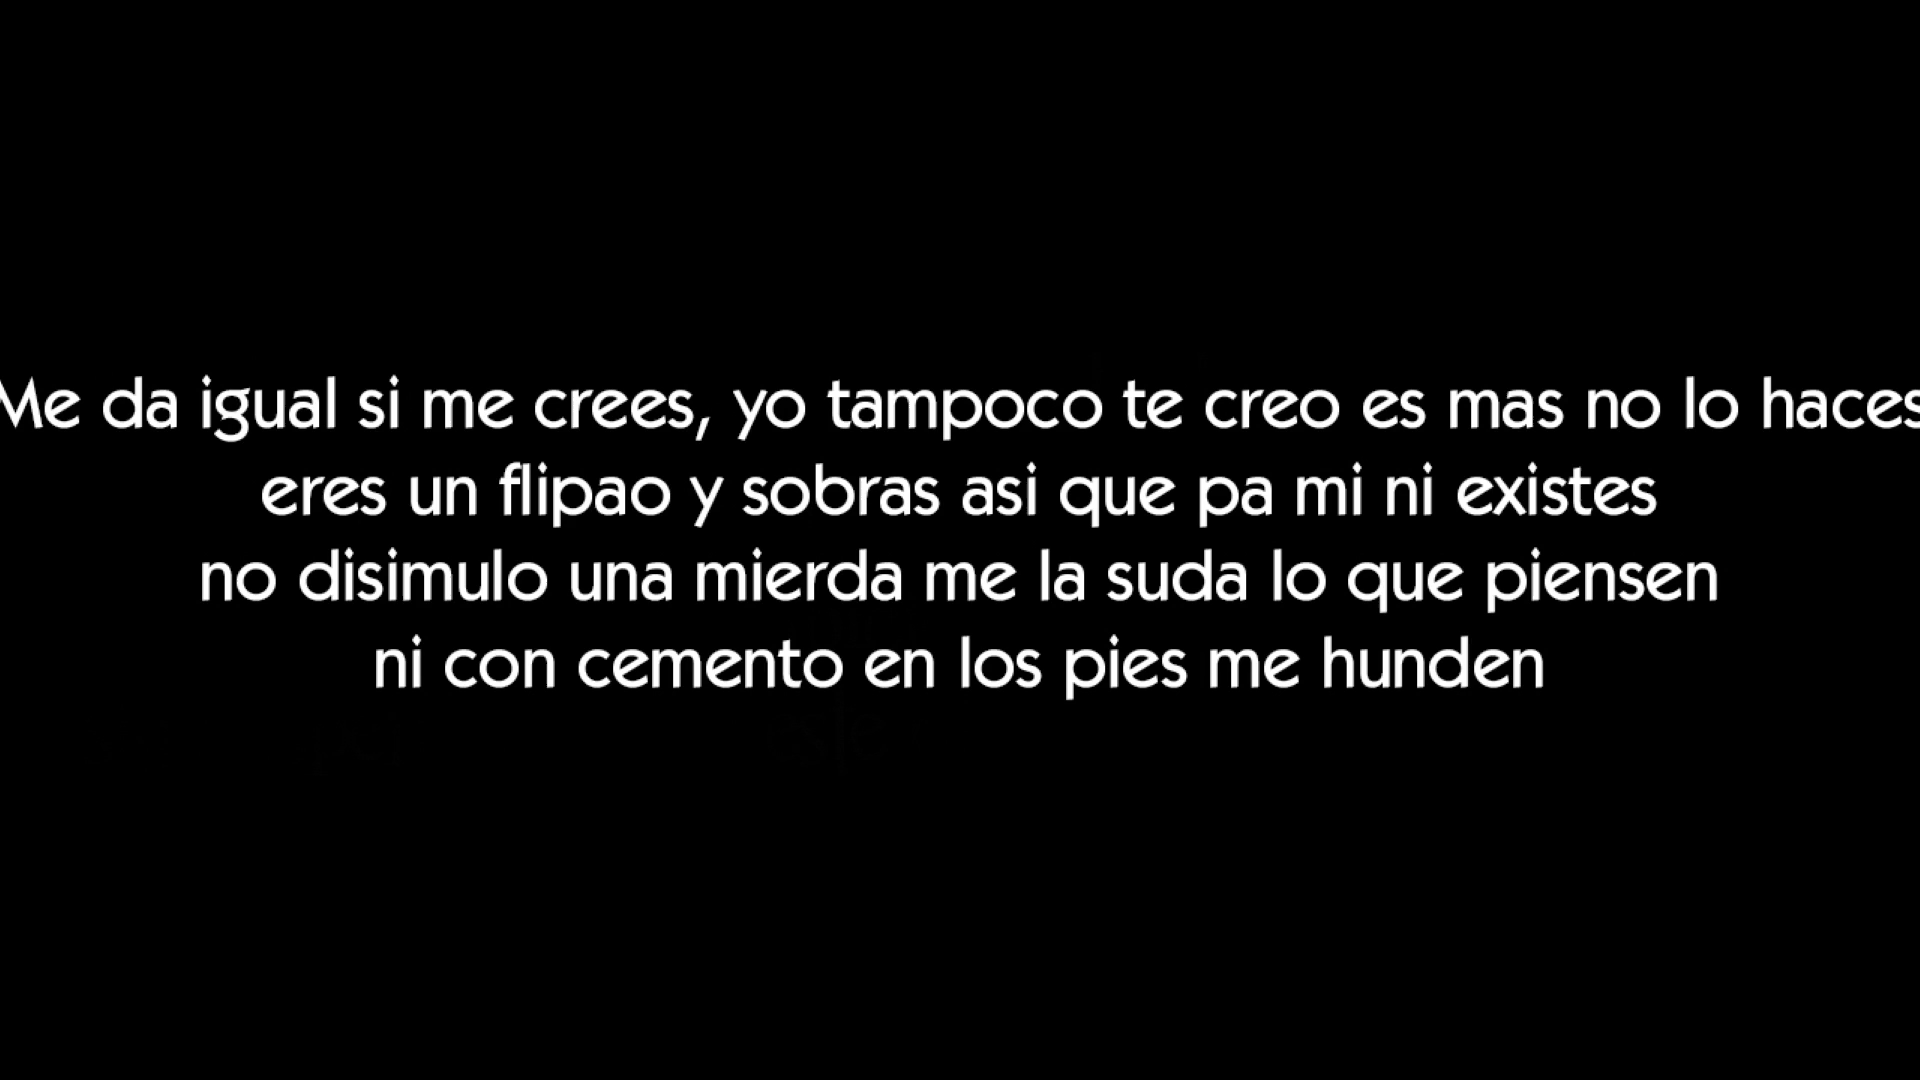 Me da igual si me crees, yo tampoco te creo es mas no lo haces
eres un flipao y sobras asi que pa mi ni existes
no disimulo una mierda me la suda lo que piensen
ni con cemento en los pies me hunden